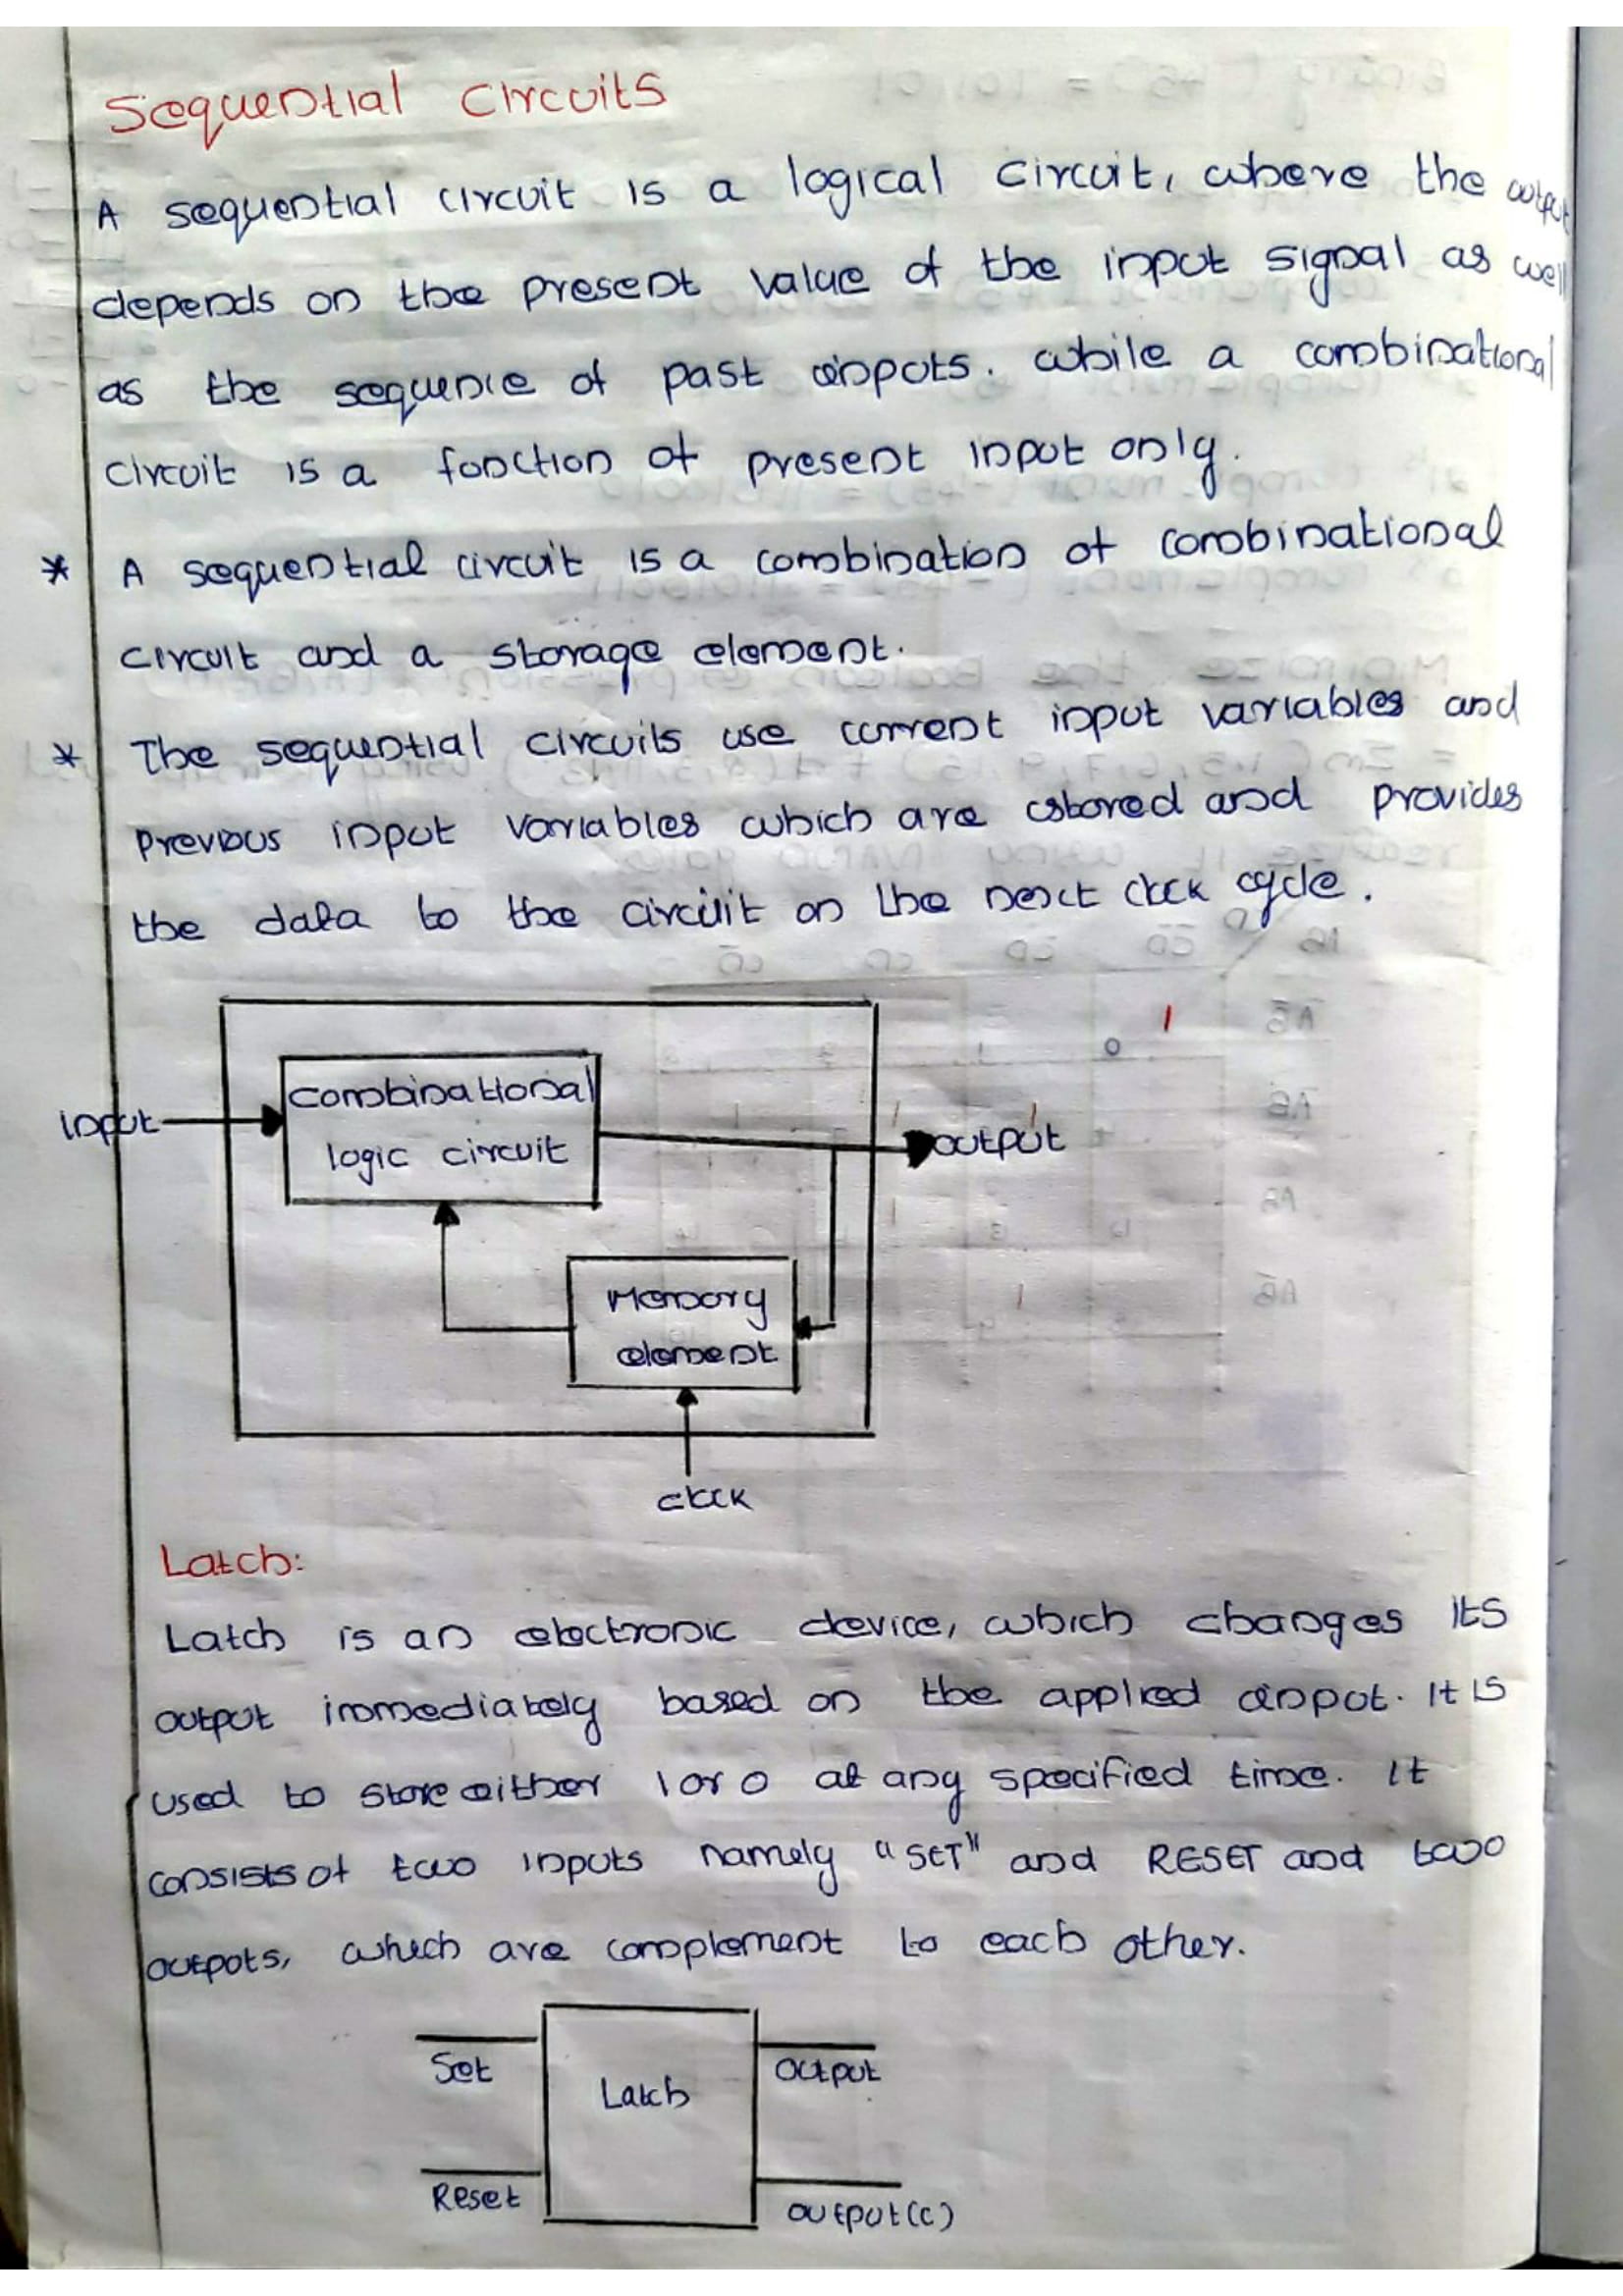 Sequential Circuits
A sequential circuit is a logical circuit, where the output
depends on the present value of the input signal as well
as the sequence of past inputs. while a combinational
circuit is a function of present input only.
* A sequential circuit is a combination of combinational
circuit and a storage element.
* The sequential circuits use current input variables and
previous input variables which are stored and provides
the data to the circuit on the next clock cycle.
combinational
logic circuit
input
output
Memory
element
clock
Latch:
Latch is an electronic device, which changes its
output immediately based on the applied input. It is
used to store either 1 or 0 at any specified time. It
consists of two inputs namely "SET" and RESET and two
outputs, which are complement to each other.
Set
Latch
output
Reset
output(c)